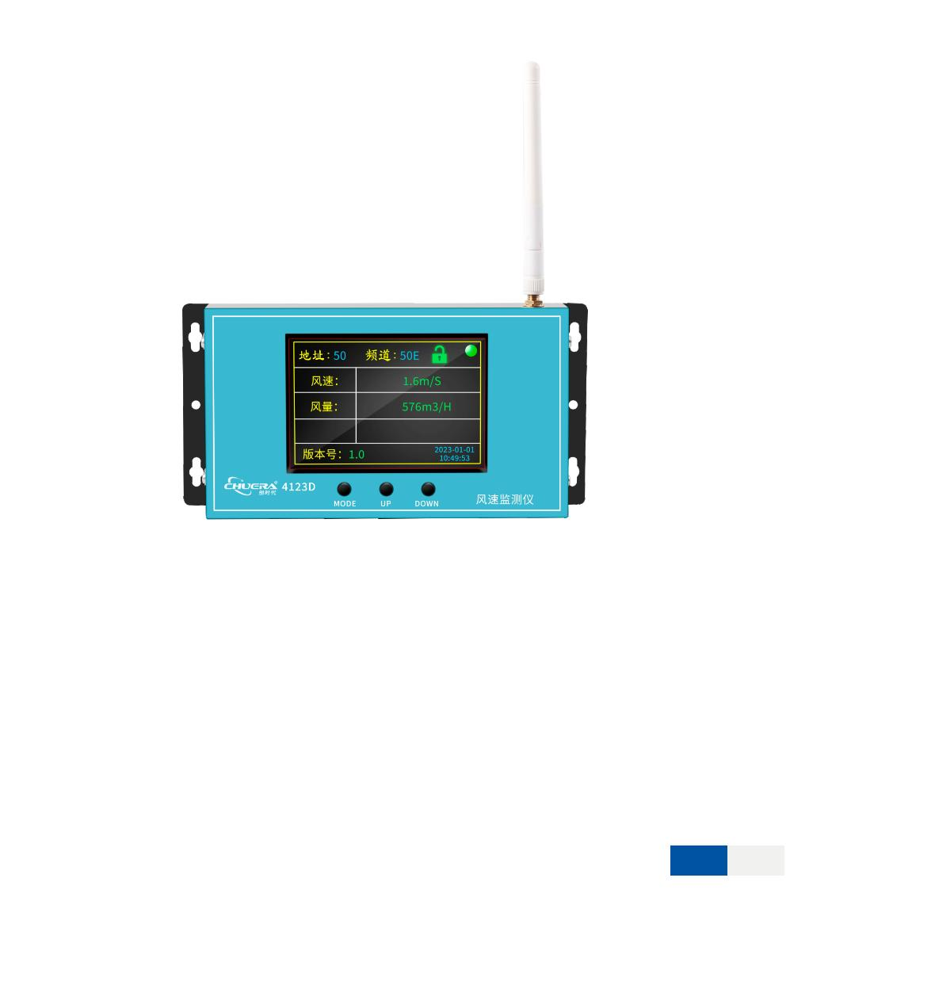 地址：50 频道：50E
风速： 1.6m/S
风量： 576m3/H
版本号：1.0 2023-01-01
10:49:53
CHUERA® 创时代 4123D
MODE UP DOWN
风速监测仪